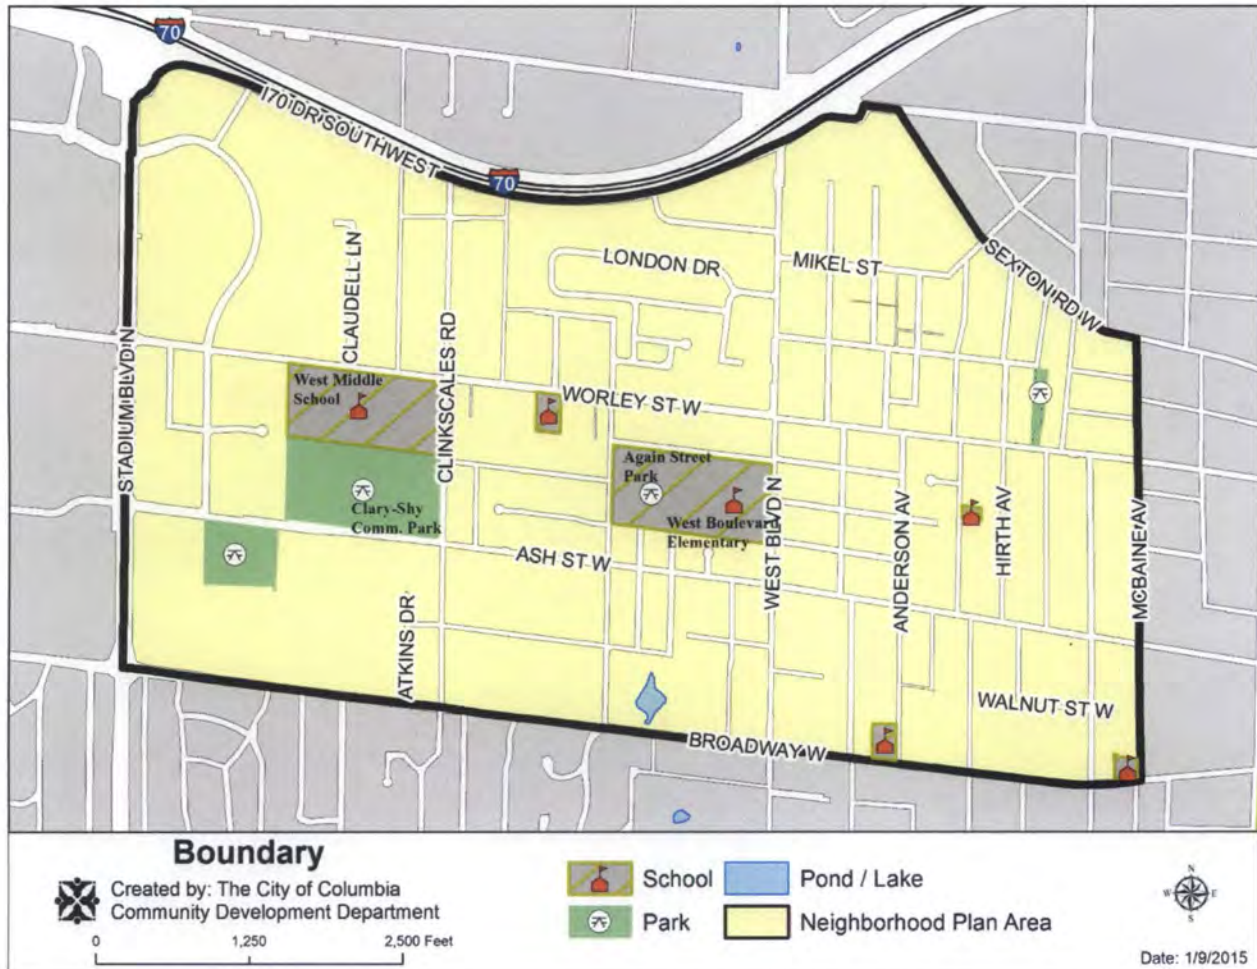 70
I70 DR SOUTHWEST
70
SEXTON RD W
LONDON DR
MIKEL ST
CLAUDELL LN
CLINKSCALES RD
STADIUM BLVD N
West Middle
School
WORLEY ST W
Again Street
Park
Clary-Shy
Comm. Park
West Boulevard
Elementary
WEST BLVD N
ANDERSON AV
HIRTH AV
MCBAINE AV
ASH ST W
ATKINS DR
WALNUT ST W
BROADWAY W
Boundary
Created by: The City of Columbia
Community Development Department
0 1,250 2,500 Feet
School
Park
Pond / Lake
Neighborhood Plan Area
N
W E
S
Date: 1/9/2015